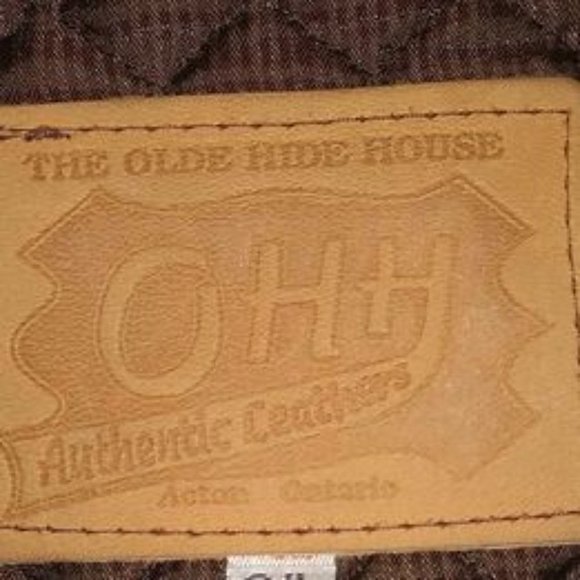 THE OLDE HIDE HOUSE
OHH
Authentic Leathers
Acton Ontario